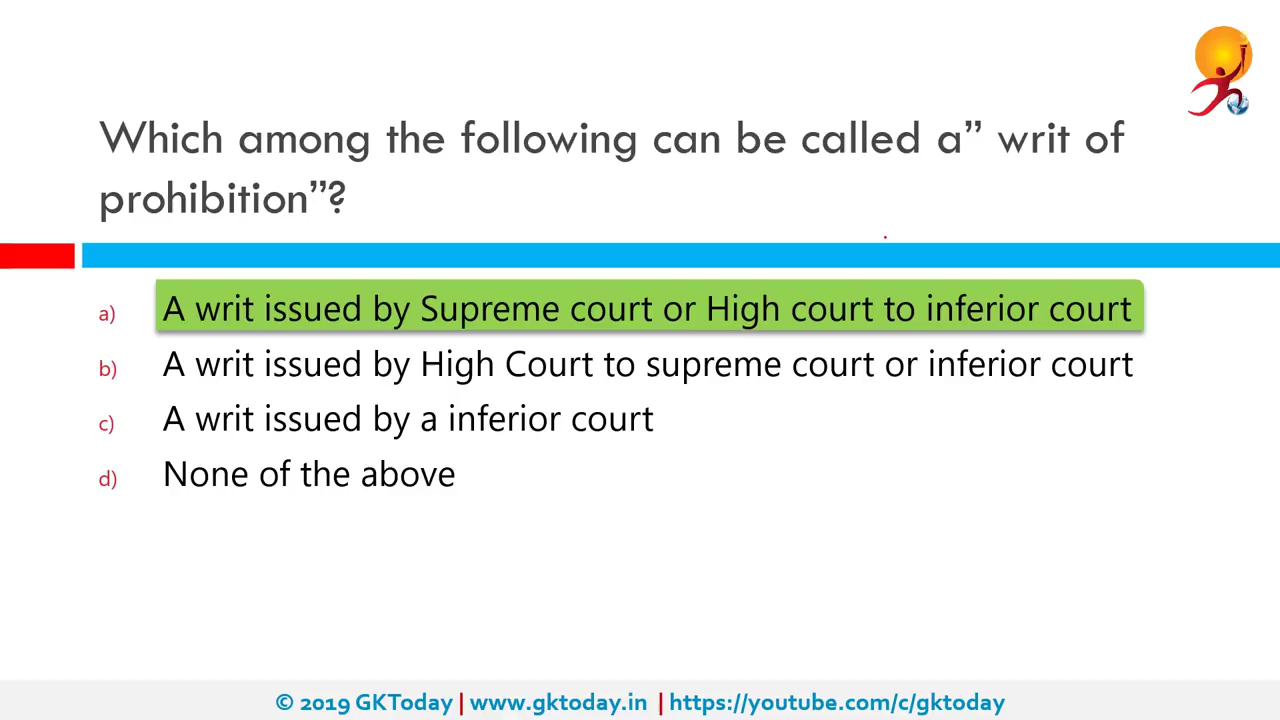 Which among the following can be called a” writ of
prohibition”?
a) A writ issued by Supreme court or High court to inferior court
b) A writ issued by High Court to supreme court or inferior court
c) A writ issued by a inferior court
d) None of the above
© 2019 GKToday | www.gktoday.in | https://youtube.com/c/gktoday